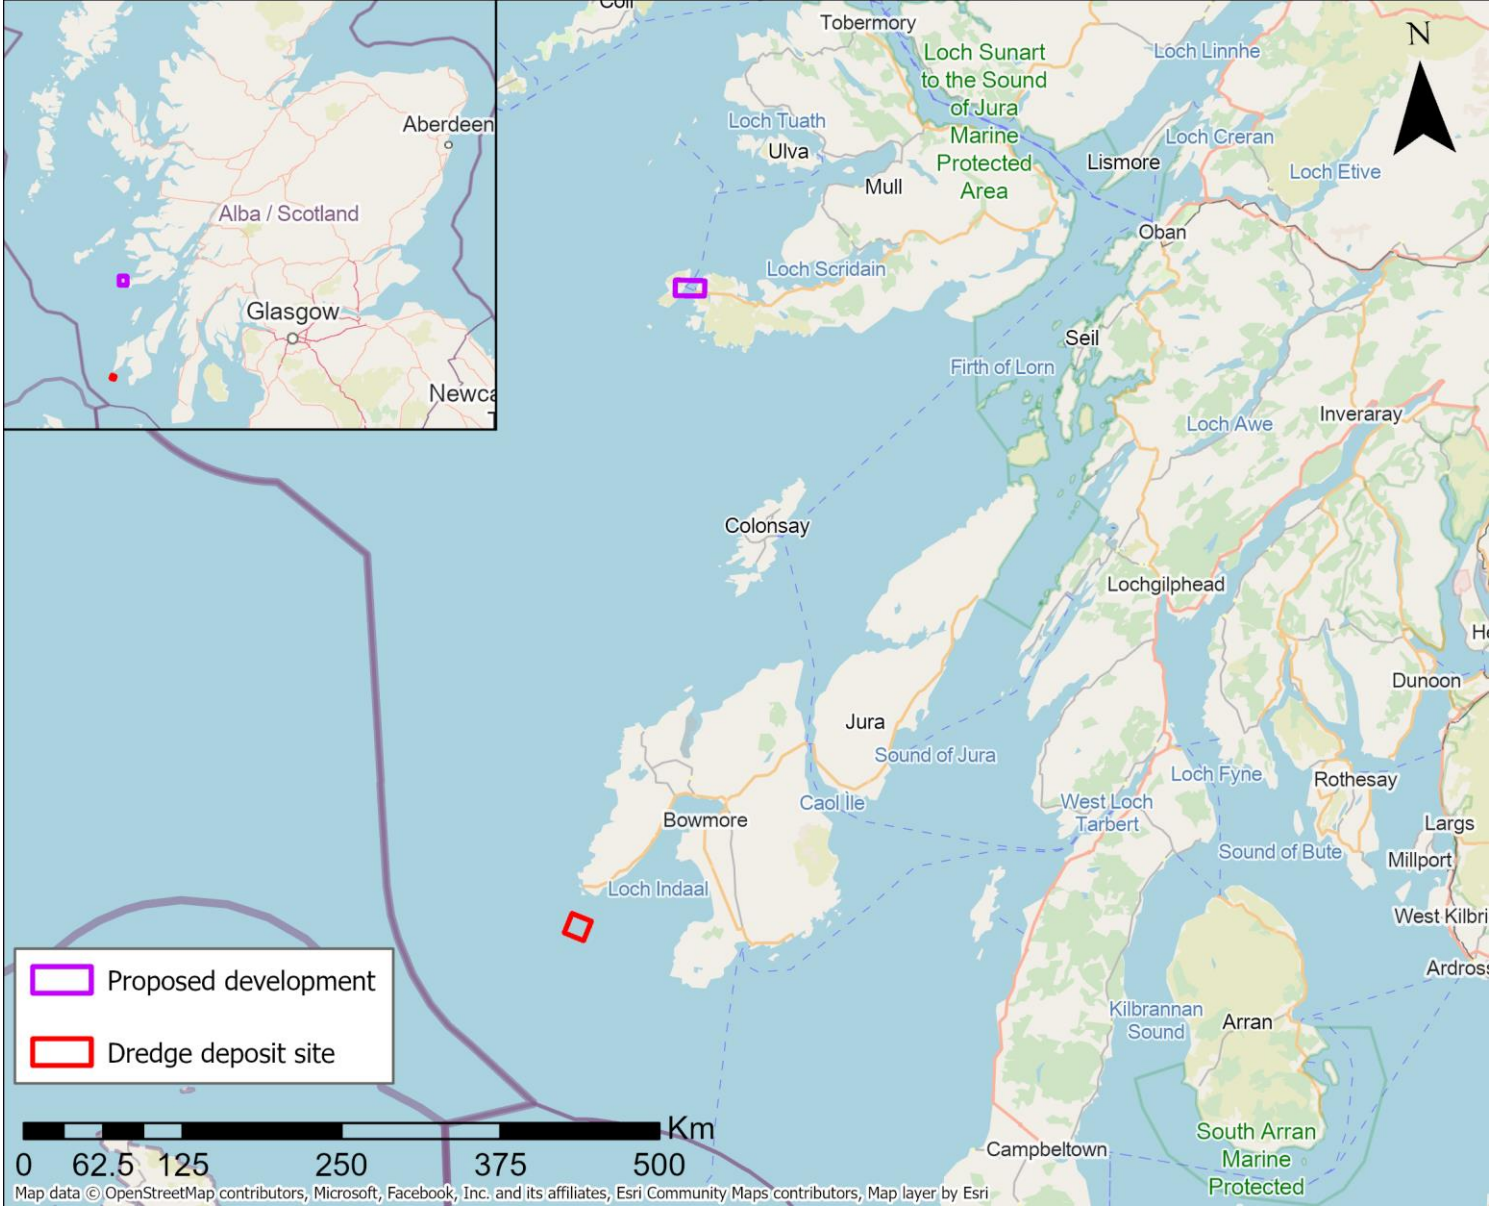 Coll
Tobermory
N
Loch Sunart
to the Sound
of Jura
Marine
Protected
Area
Loch Linnhe
Aberdeen
Loch Tuath
Ulva
Loch Creran
Lismore
Loch Etive
Mull
Alba / Scotland
Oban
Loch Scridain
Glasgow
Seil
Firth of Lorn
Newca
Inveraray
Loch Awe
Colonsay
Lochgilphead
He
Dunoon
Jura
Sound of Jura
Loch Fyne
Rothesay
Caol Ìle
West Loch
Tarbert
Bowmore
Largs
Sound of Bute
Millport
Loch Indaal
West Kilbri
Ardross
Proposed development
Kilbrannan
Sound
Arran
Dredge deposit site
Km
South Arran
Marine
Protected
Campbeltown
0 62.5 125 250 375 500
Map data © OpenStreetMap contributors, Microsoft, Facebook, Inc. and its affiliates, Esri Community Maps contributors, Map layer by Esri